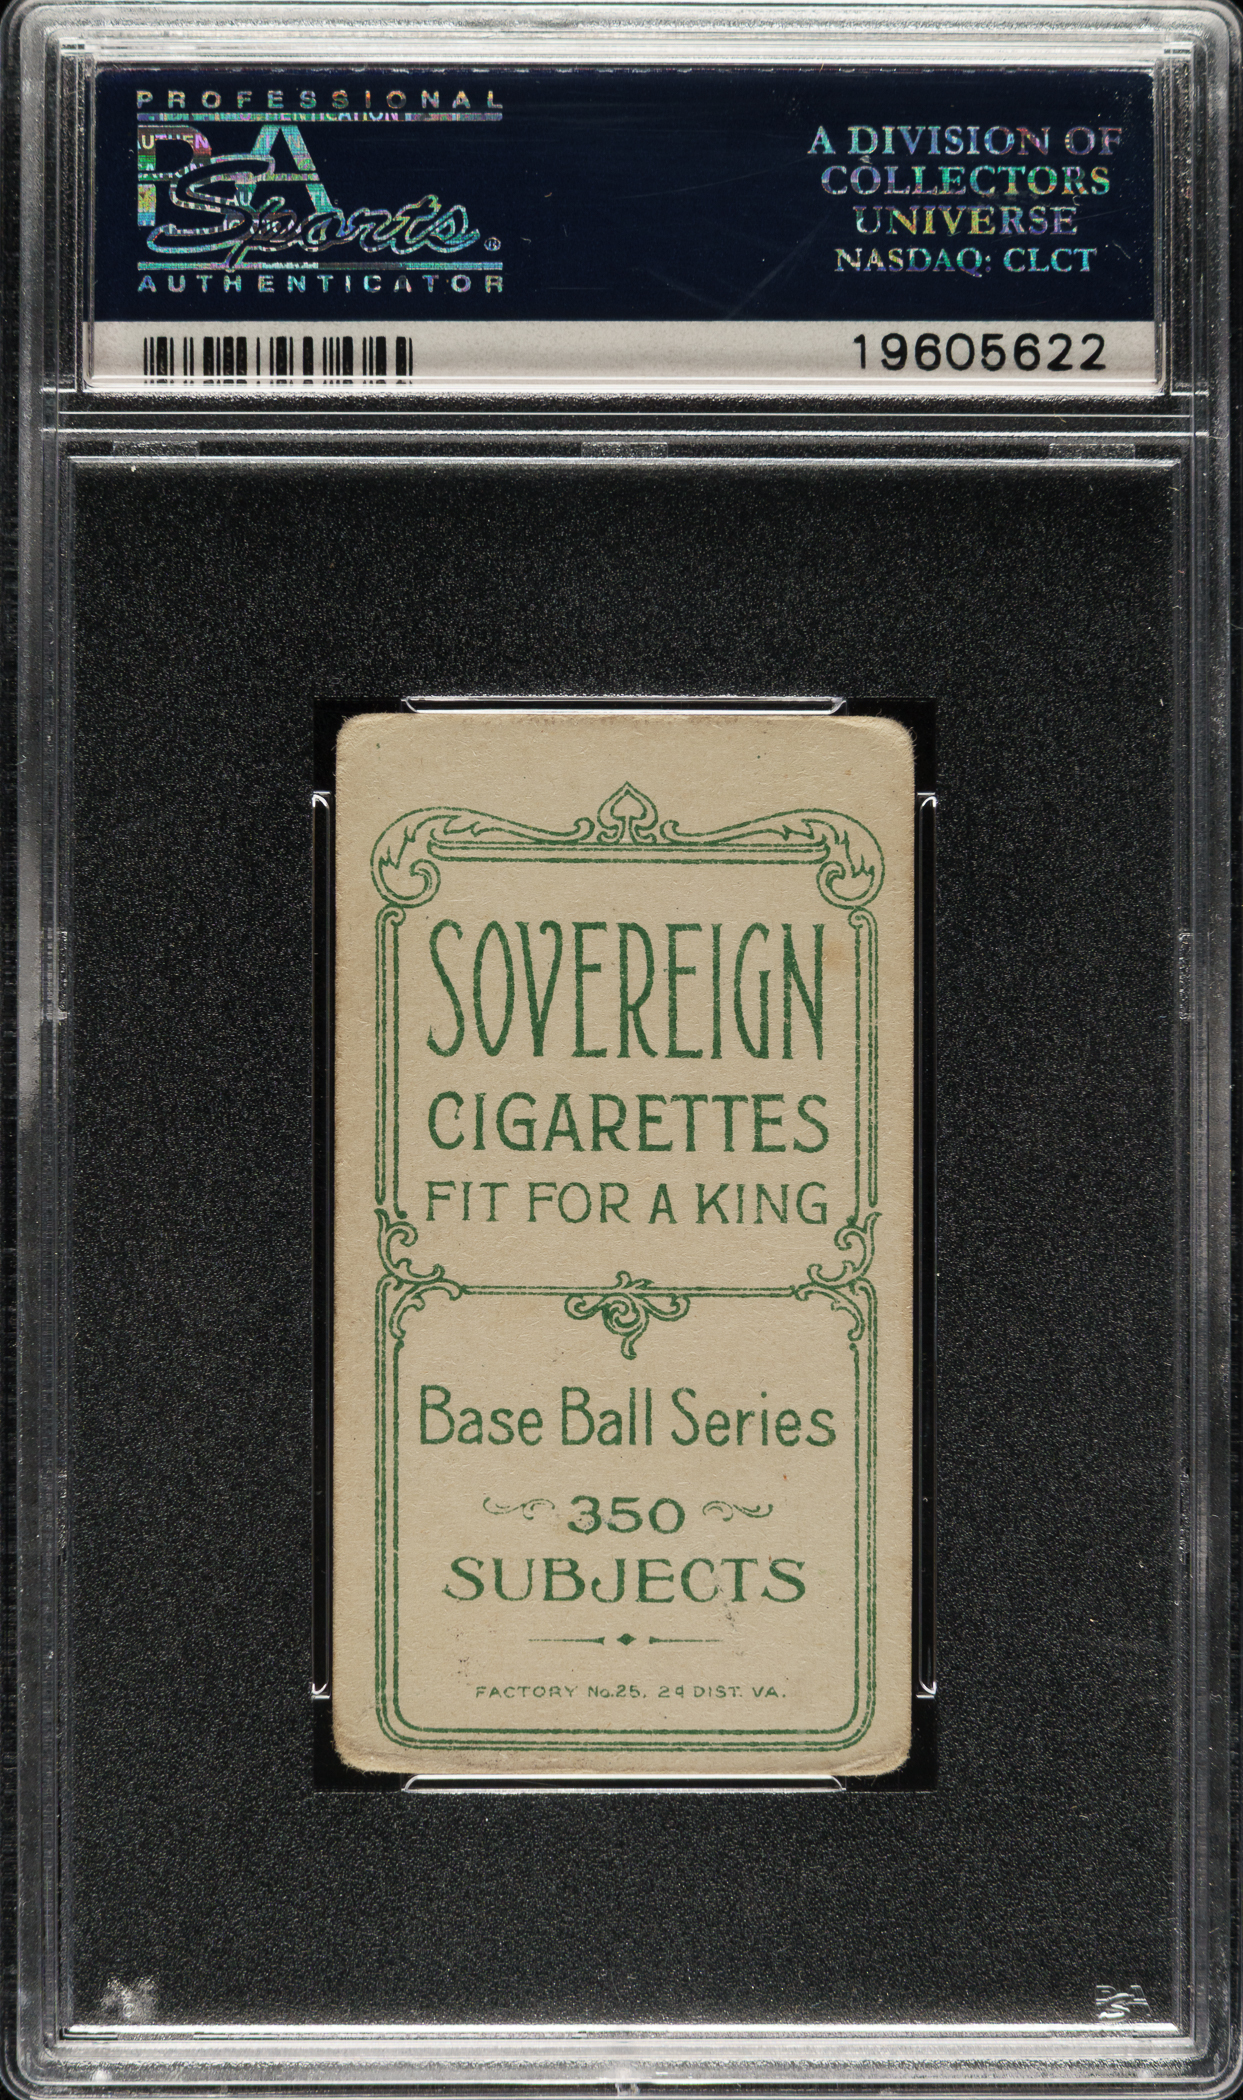 PROFESSIONAL
PSA
Sports®
AUTHENTICATOR
A DIVISION OF
COLLECTORS
UNIVERSE
NASDAQ: CLCT
19605622
SOVEREIGN
CIGARETTES
FIT FOR A KING
Base Ball Series
350
SUBJECTS
FACTORY No.25, 2d DIST. VA.
PSA